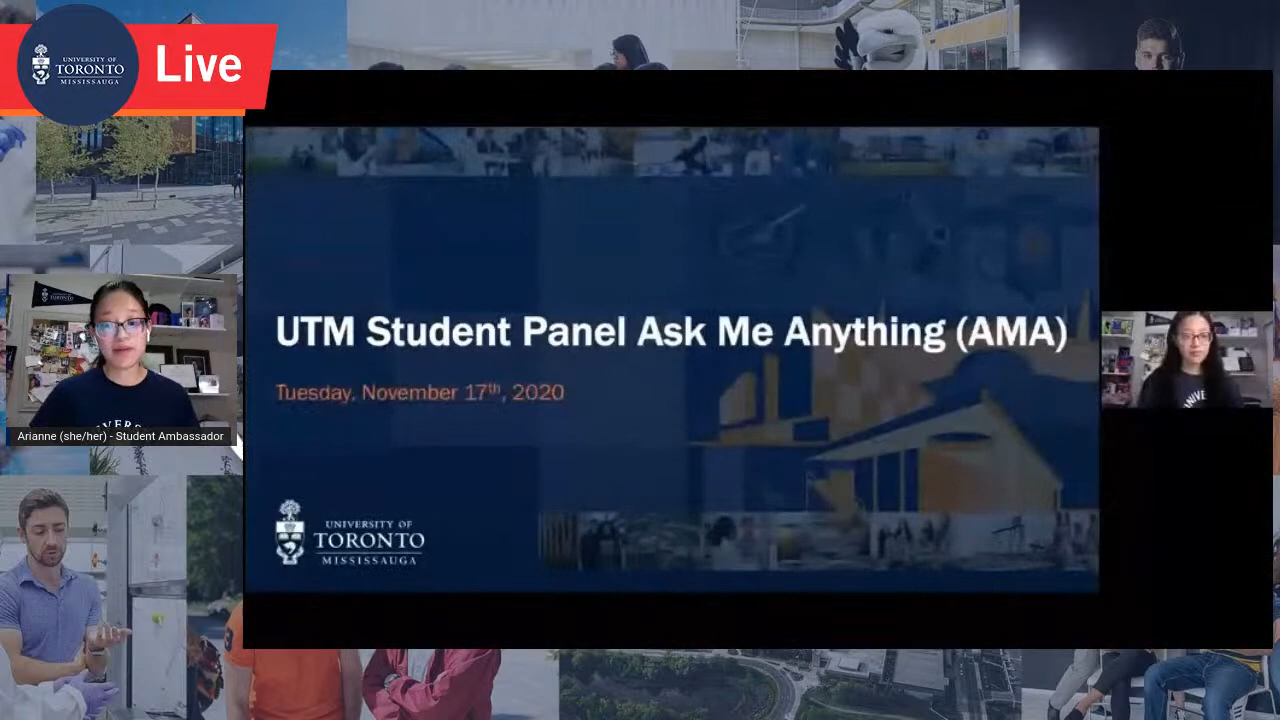 UNIVERSITY OF
TORONTO
MISSISSAUGA
Live
UTM Student Panel Ask Me Anything (AMA)
Tuesday, November 17th, 2020
Arianne (she/her) - Student Ambassador
UNIVERSITY OF
TORONTO
MISSISSAUGA